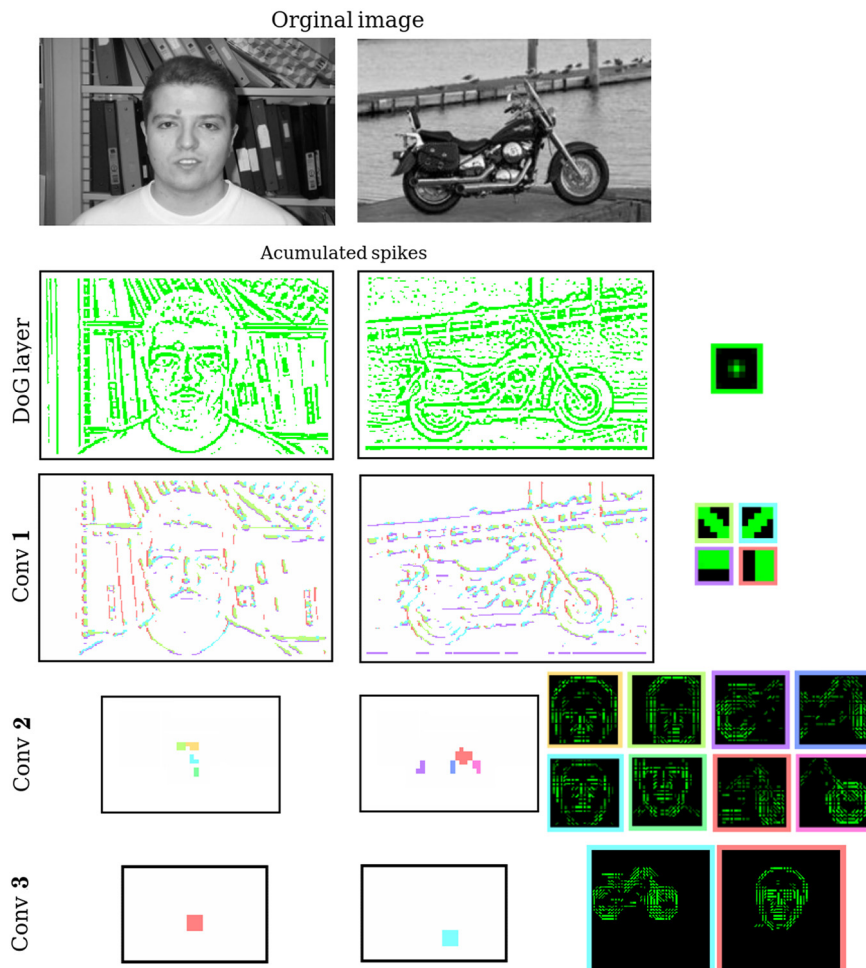 Orginal image
Acumulated spikes
DoG layer
Conv 1
Conv 2
Conv 3